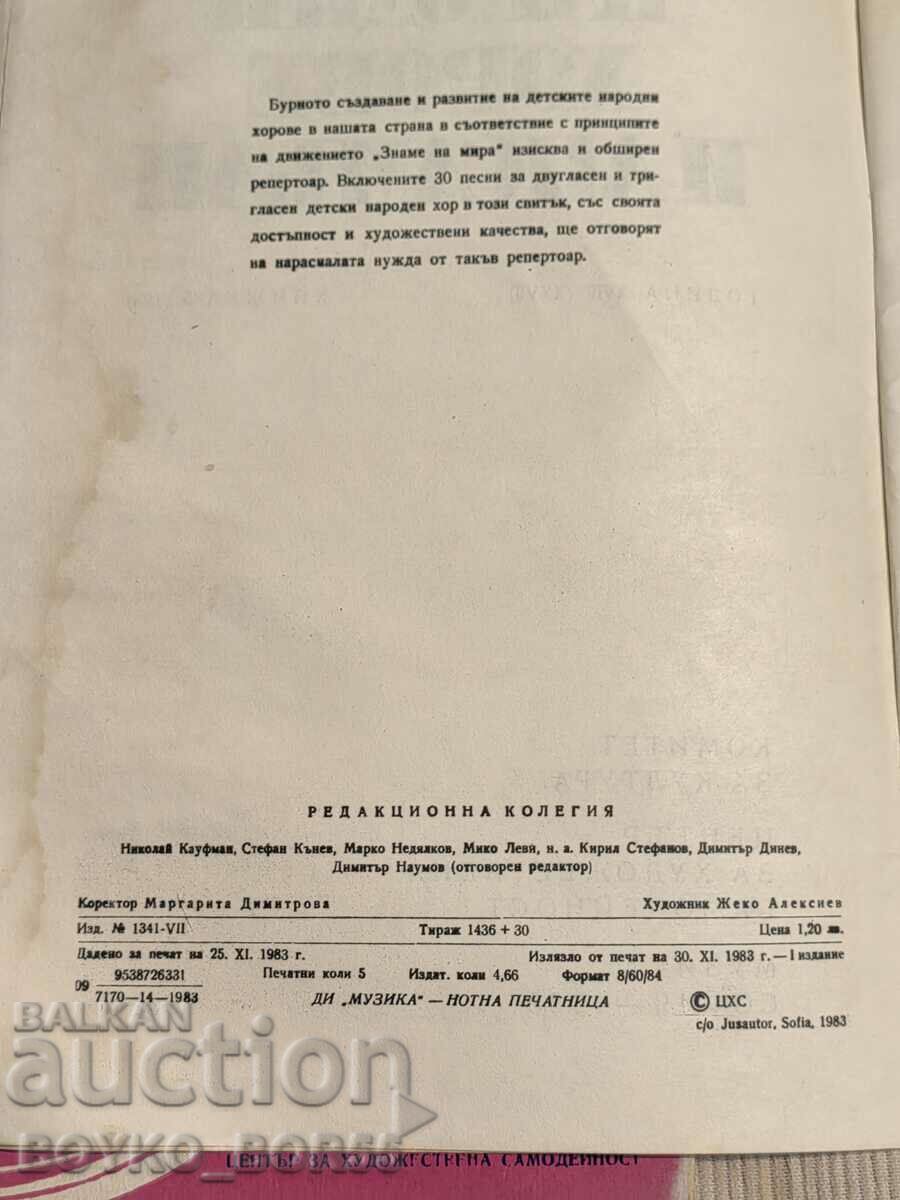 Бурното създаване и развитие на детските народни
хорове в нашата страна в съответствие с принципите
на движението „Знаме на мира“ изисква и обширен
репертоар. Включените 30 песни за двугласен и три-
гласен детски народен хор в този свитък, със своята
достъпност и художествени качества, ще отговорят
на нарасналата нужда от такъв репертоар.
КОМИТЕТ
ЗА КУЛТУРА
РЕДАКЦИОННА КОЛЕГИЯ
Николай Кауфман, Стефан Кънев, Марко Недялков, Мико Леви, н. а. Кирил Стефанов, Димитър Динев,
Димитър Наумов (отговорен редактор)
Коректор Маргарита Димитрова Художник Жеко Алексиев
Изд. № 1341-VII Тираж 1436 + 30 Цена 1,20 лв.
Дадено за печат на 25. XI. 1983 г. Излязло от печат на 30. XI. 1983 г. — I издание
09 9538726331 Печатни коли 5 Издат. коли 4,66 Формат 8/60/84
7170—14—1983
ДИ „МУЗИКА“ — НОТНА ПЕЧАТНИЦА © ЦХС
c/o Jusautor, Sofia, 1983
BALKAN
auction
BOYKO_BORSE
ЦЕНТЪР ЗА ХУДОЖЕСТВЕНА САМОДЕЙНОСТ